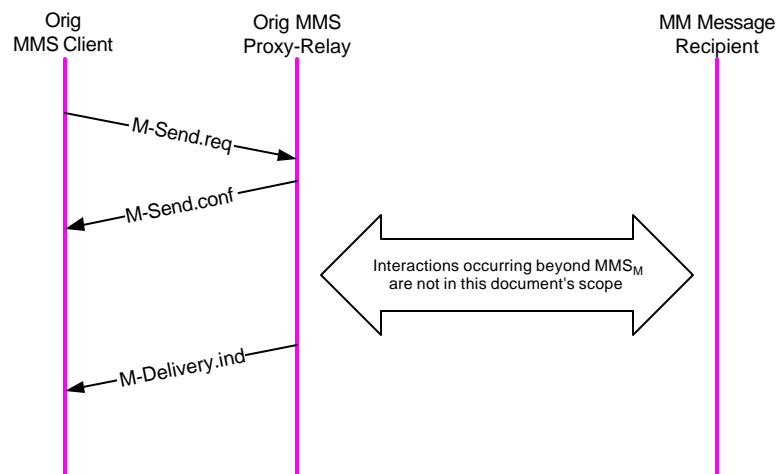 Orig
MMS Client
Orig MMS
Proxy-Relay
MM Message
Recipient
M-Send.req
M-Send.conf
Interactions occurring beyond MMSM
are not in this document's scope
M-Delivery.ind